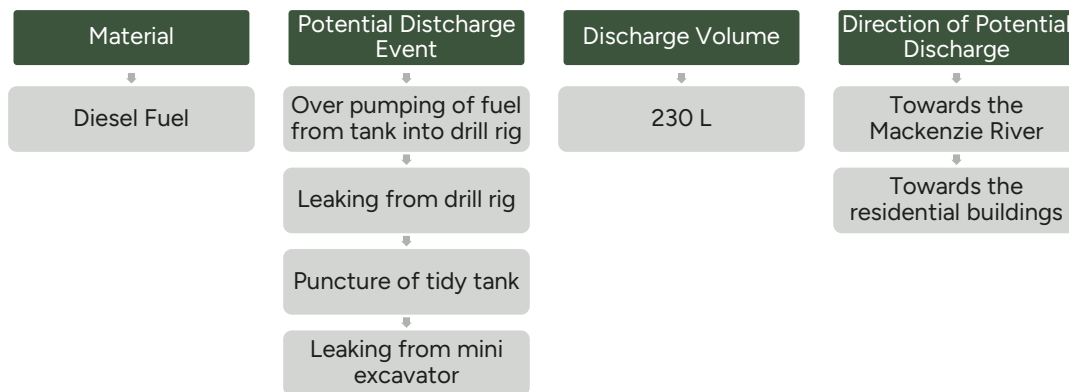 Material
Diesel Fuel
Potential Distcharge
Event
Over pumping of fuel
from tank into drill rig
Leaking from drill rig
Puncture of tidy tank
Leaking from mini
excavator
Discharge Volume
230 L
Direction of Potential
Discharge
Towards the
Mackenzie River
Towards the
residential buildings